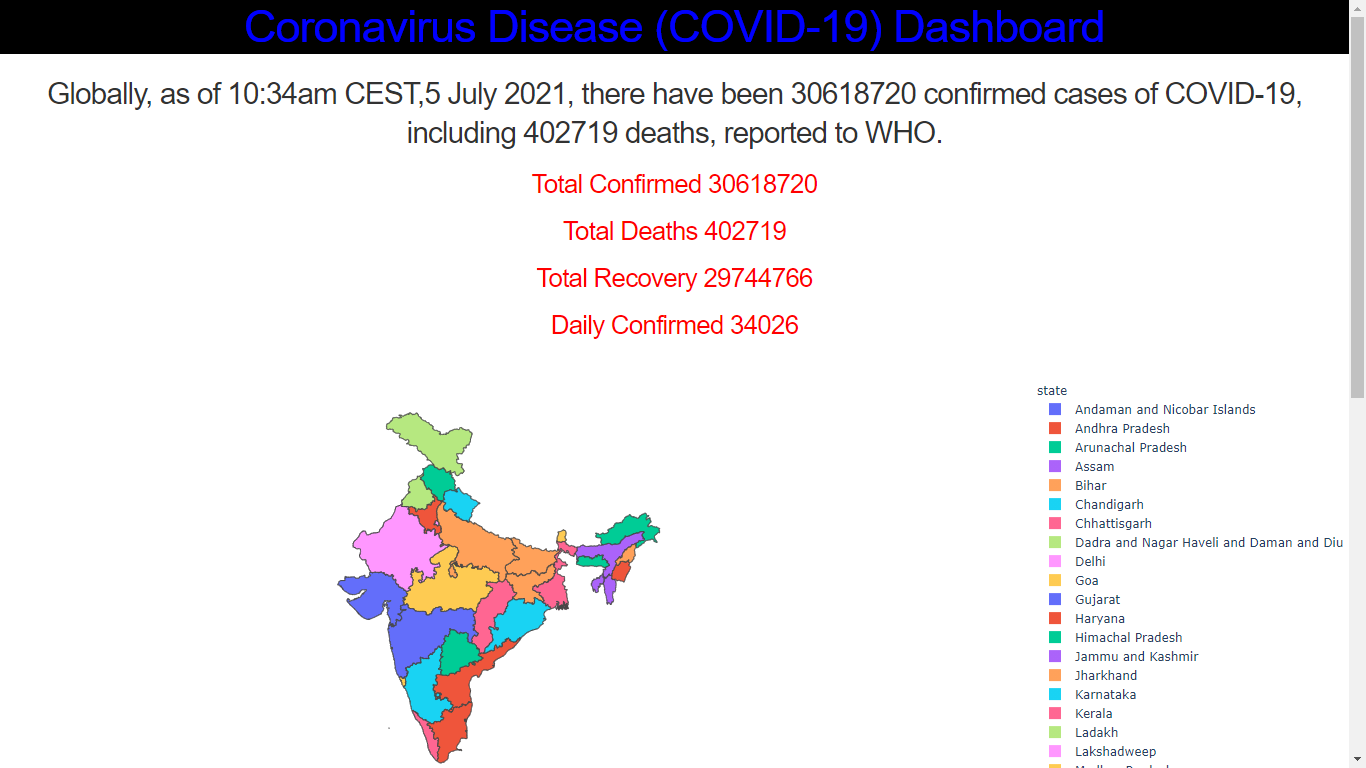 Coronavirus Disease (COVID-19) Dashboard
Globally, as of 10:34am CEST,5 July 2021, there have been 30618720 confirmed cases of COVID-19,
including 402719 deaths, reported to WHO.
Total Confirmed 30618720
Total Deaths 402719
Total Recovery 29744766
Daily Confirmed 34026
state
Andaman and Nicobar Islands
Andhra Pradesh
Arunachal Pradesh
Assam
Bihar
Chandigarh
Chhattisgarh
Dadra and Nagar Haveli and Daman and Diu
Delhi
Goa
Gujarat
Haryana
Himachal Pradesh
Jammu and Kashmir
Jharkhand
Karnataka
Kerala
Ladakh
Lakshadweep